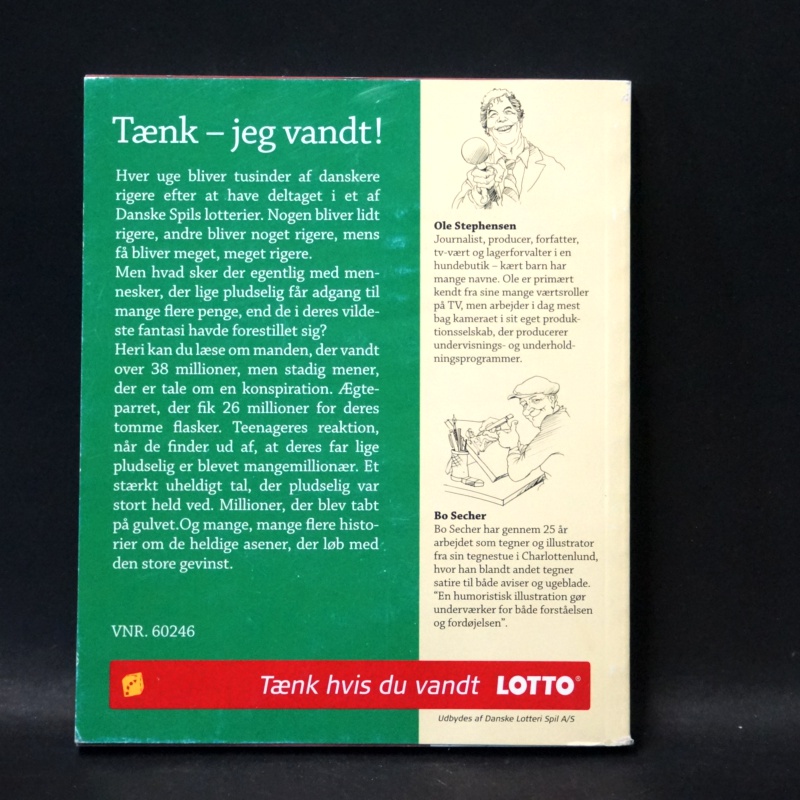 Tænk – jeg vandt!
Hver uge bliver tusinder af danskere
rigere efter at have deltaget i et af
Danske Spils lotterier. Nogen bliver lidt
rigere, andre bliver noget rigere, mens
få bliver meget, meget rigere.
Men hvad sker der egentlig med men-
nesker, der lige pludselig får adgang til
mange flere penge, end de i deres vilde-
ste fantasi havde forestillet sig?
Heri kan du læse om manden, der vandt
over 38 millioner, men stadig mener,
der er tale om en konspiration. Ægte-
parret, der fik 26 millioner for deres
tomme flasker. Teenageres reaktion,
når de finder ud af, at deres far lige
pludselig er blevet mangemillionær. Et
stærkt uheldigt tal, der pludselig var
stort held ved. Millioner, der blev tabt
på gulvet.Og mange, mange flere histo-
rier om de heldige asener, der løb med
den store gevinst.
VNR. 60246
Ole Stephensen
Journalist, producer, forfatter,
tv-vært og lagerforvalter i en
hundebutik – kært barn har
mange navne. Ole er primært
kendt fra sine mange værtsroller
på TV, men arbejder i dag mest
bag kameraet i sit eget produk-
tionsselskab, der producerer
undervisnings- og underhold-
ningsprogrammer.
Bo Secher
Bo Secher har gennem 25 år
arbejdet som tegner og illustrator
fra sin tegnestue i Charlottenlund,
hvor han blandt andet tegner
satire til både aviser og ugeblade.
"En humoristisk illustration gør
underværker for både forståelsen
og fordøjelsen".
Tænk hvis du vandt LOTTO®
Udbydes af Danske Lotteri Spil A/S